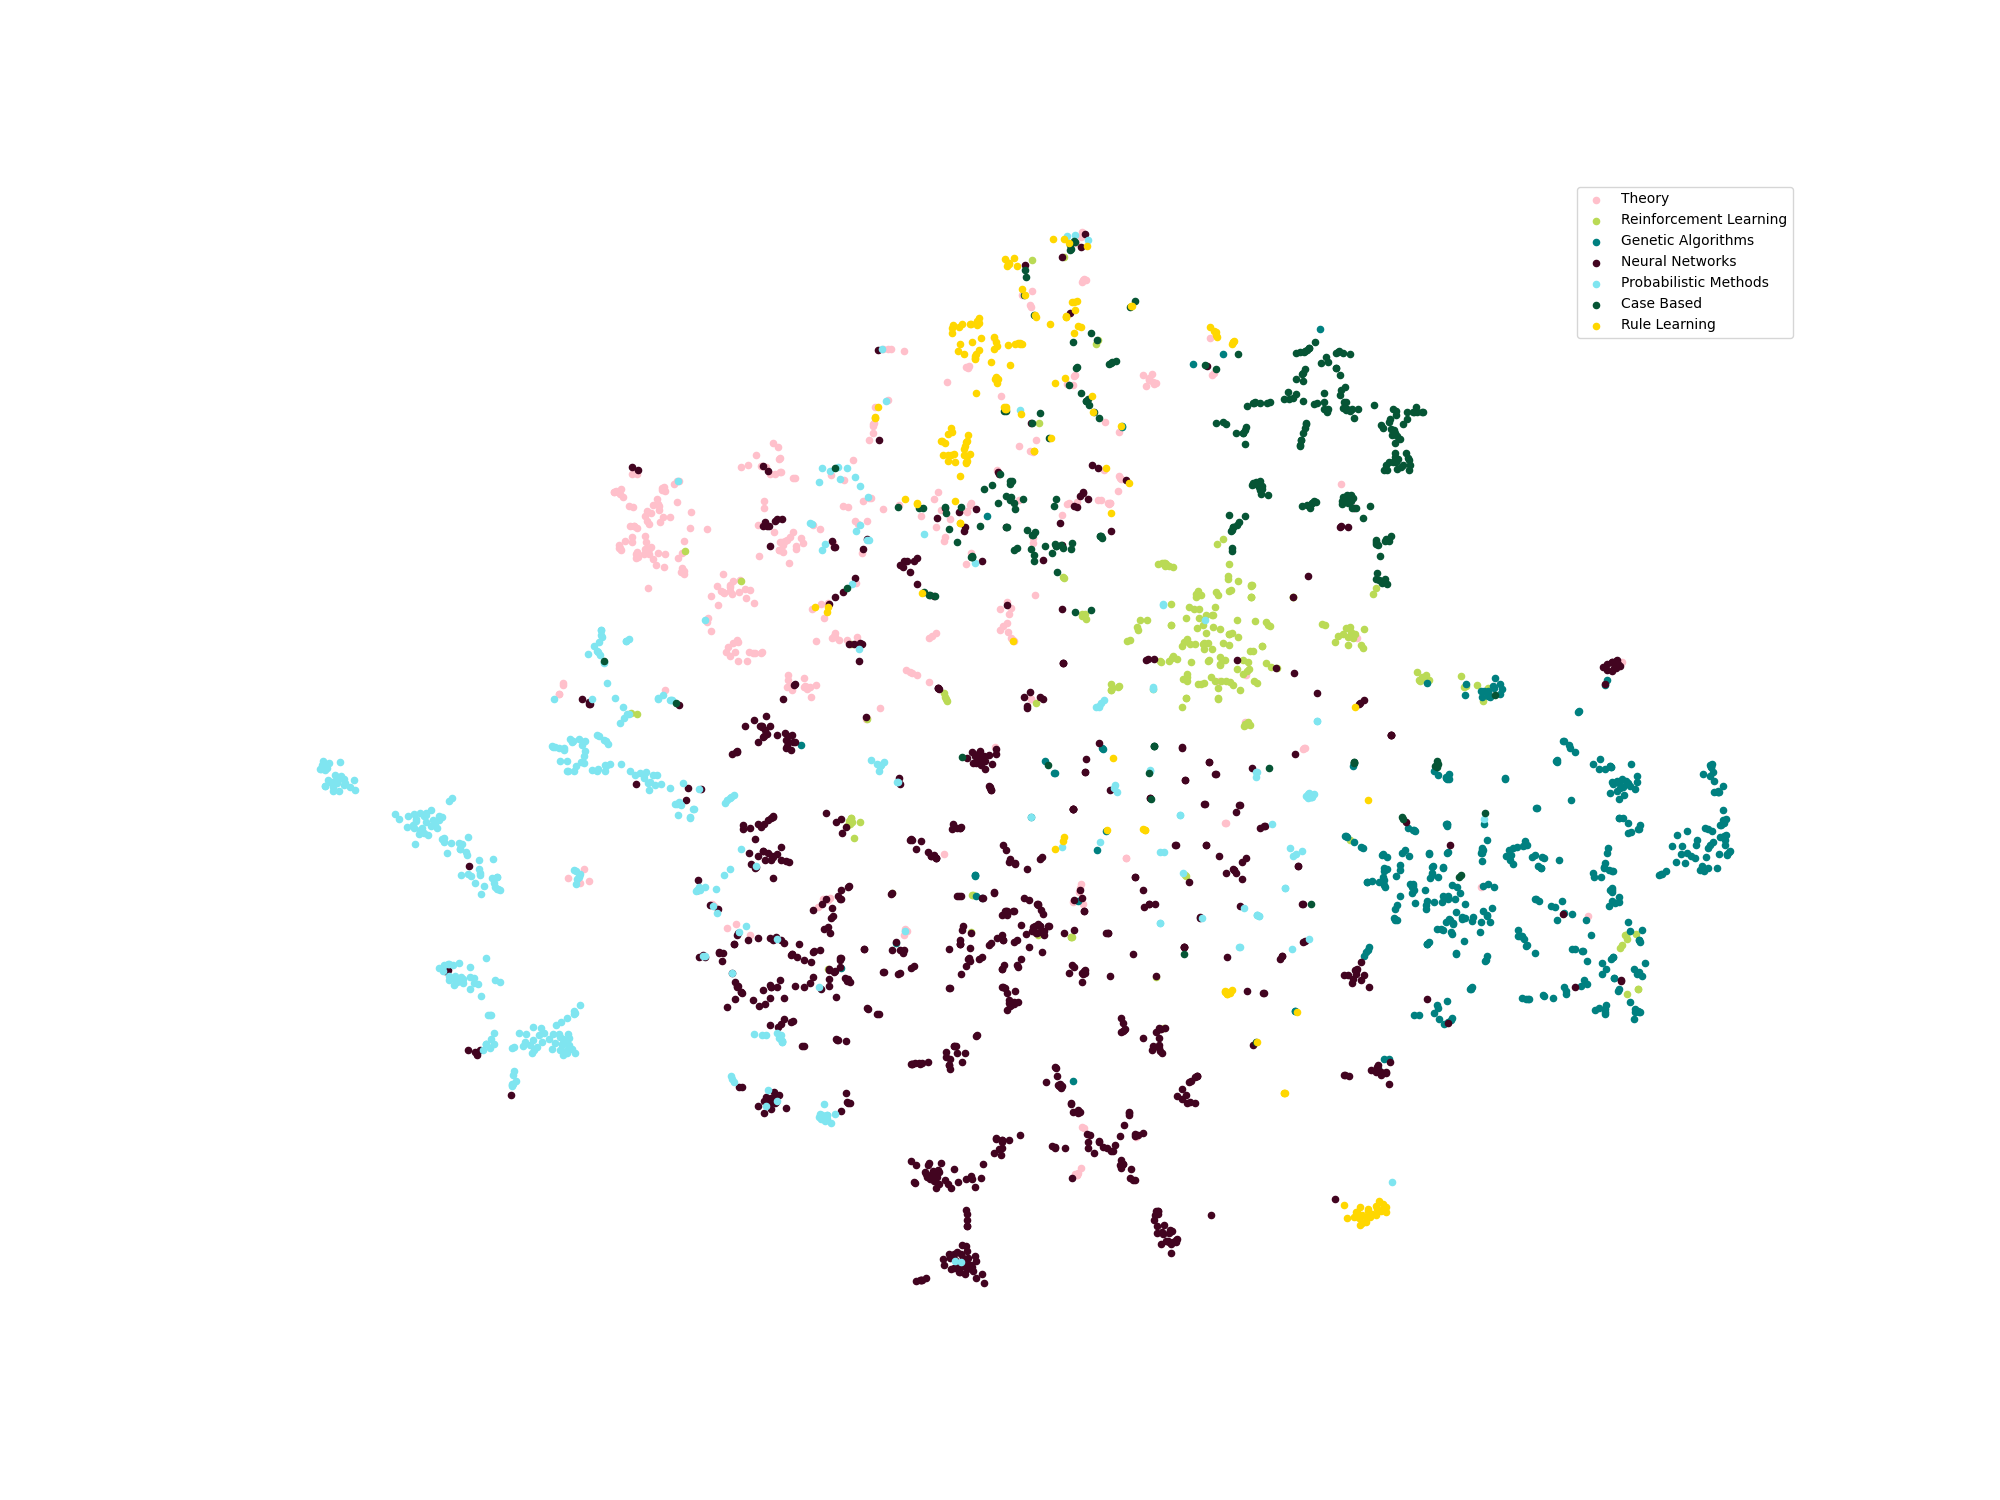 Theory
Reinforcement Learning
Genetic Algorithms
Neural Networks
Probabilistic Methods
Case Based
Rule Learning